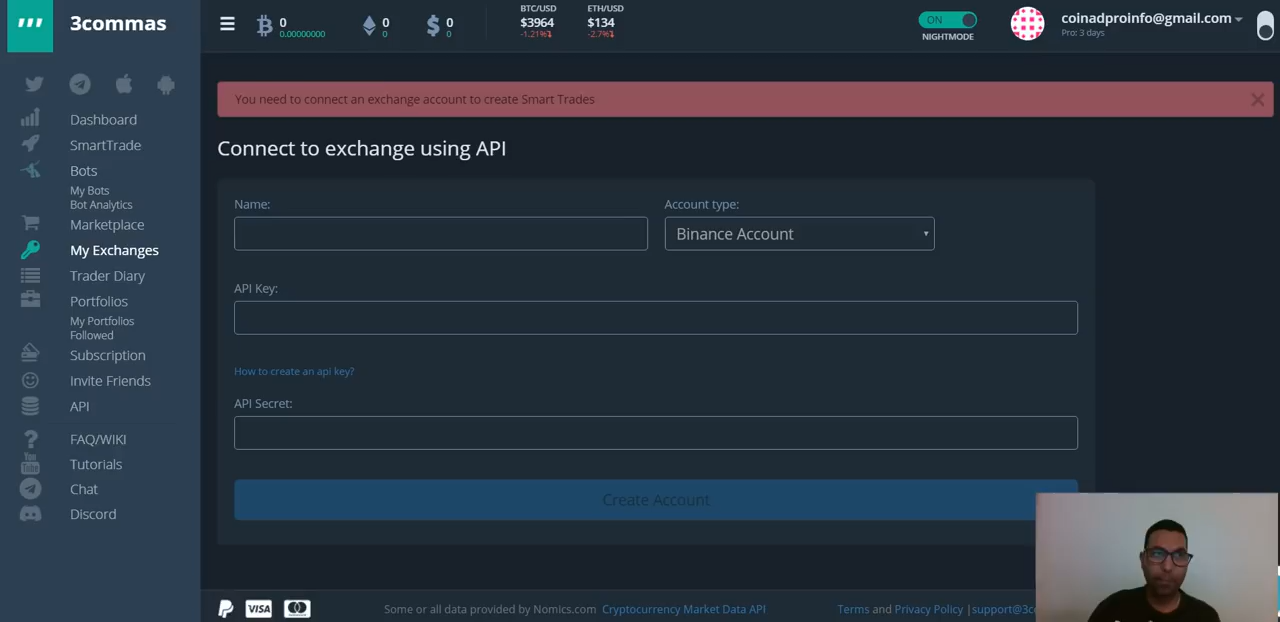 3commas
0
0.00000000
0
0
0
0
BTC/USD
$3964
-1.21%
ETH/USD
$134
-2.7%
ON
NIGHTMODE
coinadproinfo@gmail.com
Pro: 3 days
You need to connect an exchange account to create Smart Trades
Connect to exchange using API
Dashboard
SmartTrade
Bots
My Bots
Bot Analytics
Marketplace
My Exchanges
Trader Diary
Portfolios
My Portfolios
Followed
Subscription
Invite Friends
API
FAQ/WIKI
Tutorials
Chat
Discord
Name:
Account type:
Binance Account
API Key:
How to create an api key?
API Secret:
Create Account
VISA
Some or all data provided by Nomics.com Cryptocurrency Market Data API
Terms and Privacy Policy |support@3c